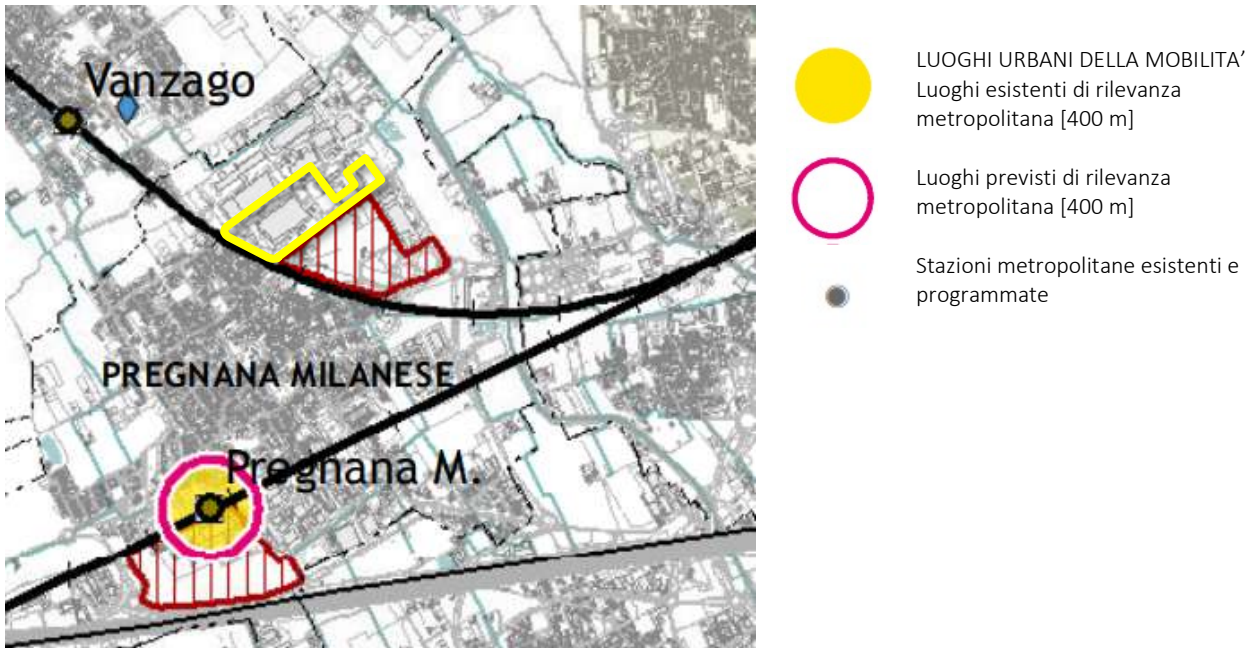 Vanzago
PREGNANA MILANESE
Pregnana M.
LUOGHI URBANI DELLA MOBILITA’
Luoghi esistenti di rilevanza
metropolitana [400 m]
Luoghi previsti di rilevanza
metropolitana [400 m]
Stazioni metropolitane esistenti e
programmate